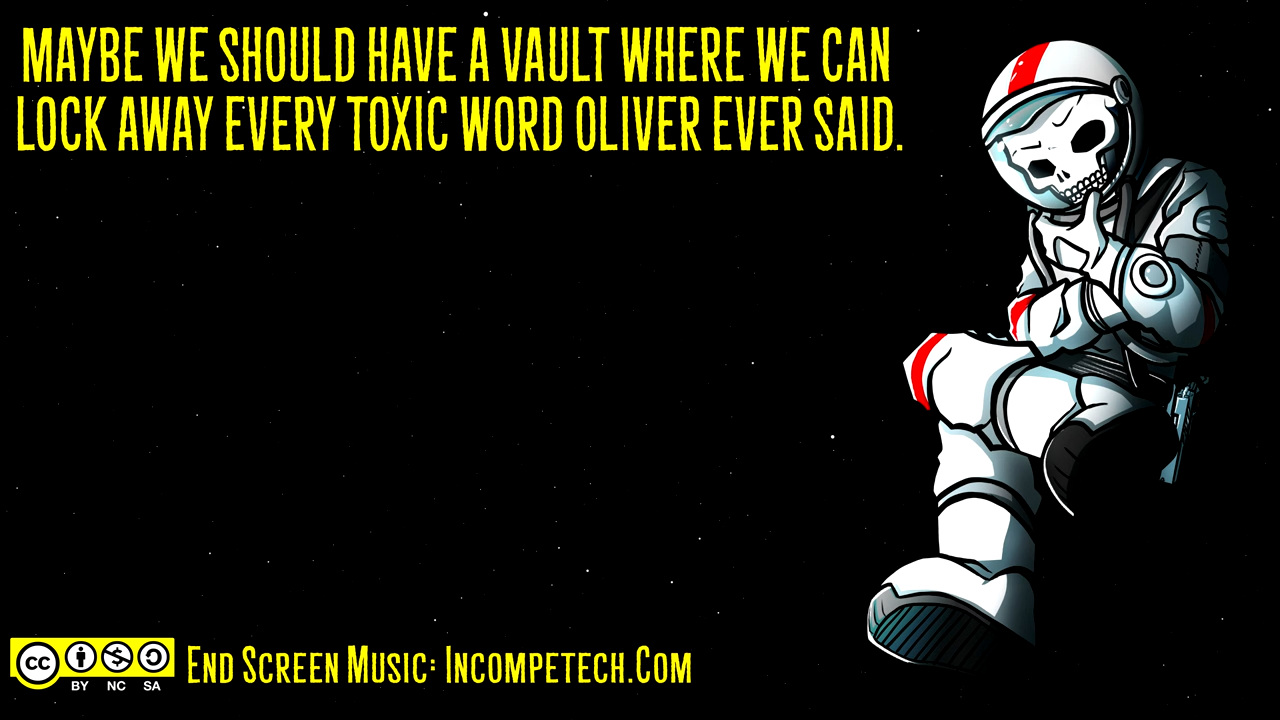 MAYBE WE SHOULD HAVE A VAULT WHERE WE CAN
LOCK AWAY EVERY TOXIC WORD OLIVER EVER SAID.
cc
BY NC SA
END SCREEN MUSIC: INCOMPETECH.COM